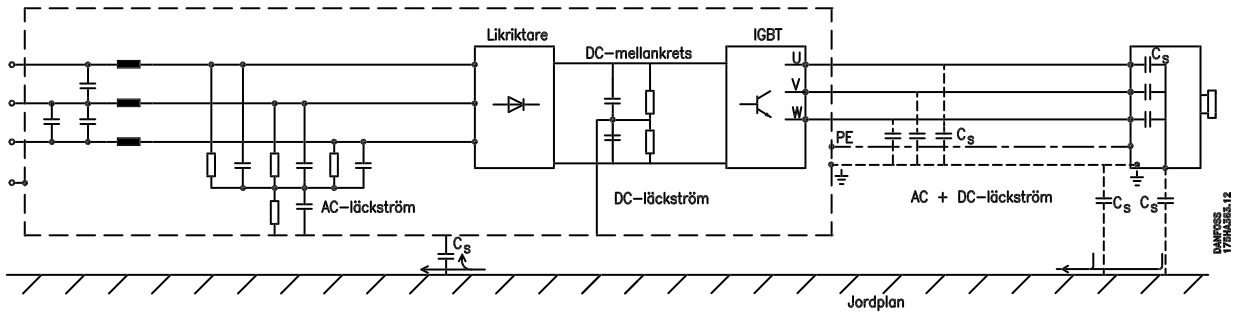 Likriktare
DC-mellankrets
IGBT
U
V
W
PE
Cs
Cs
AC-läckström
DC-läckström
AC + DC-läckström
Cs
Cs
Cs
Jordplan
DANFOSS
175HA563.12